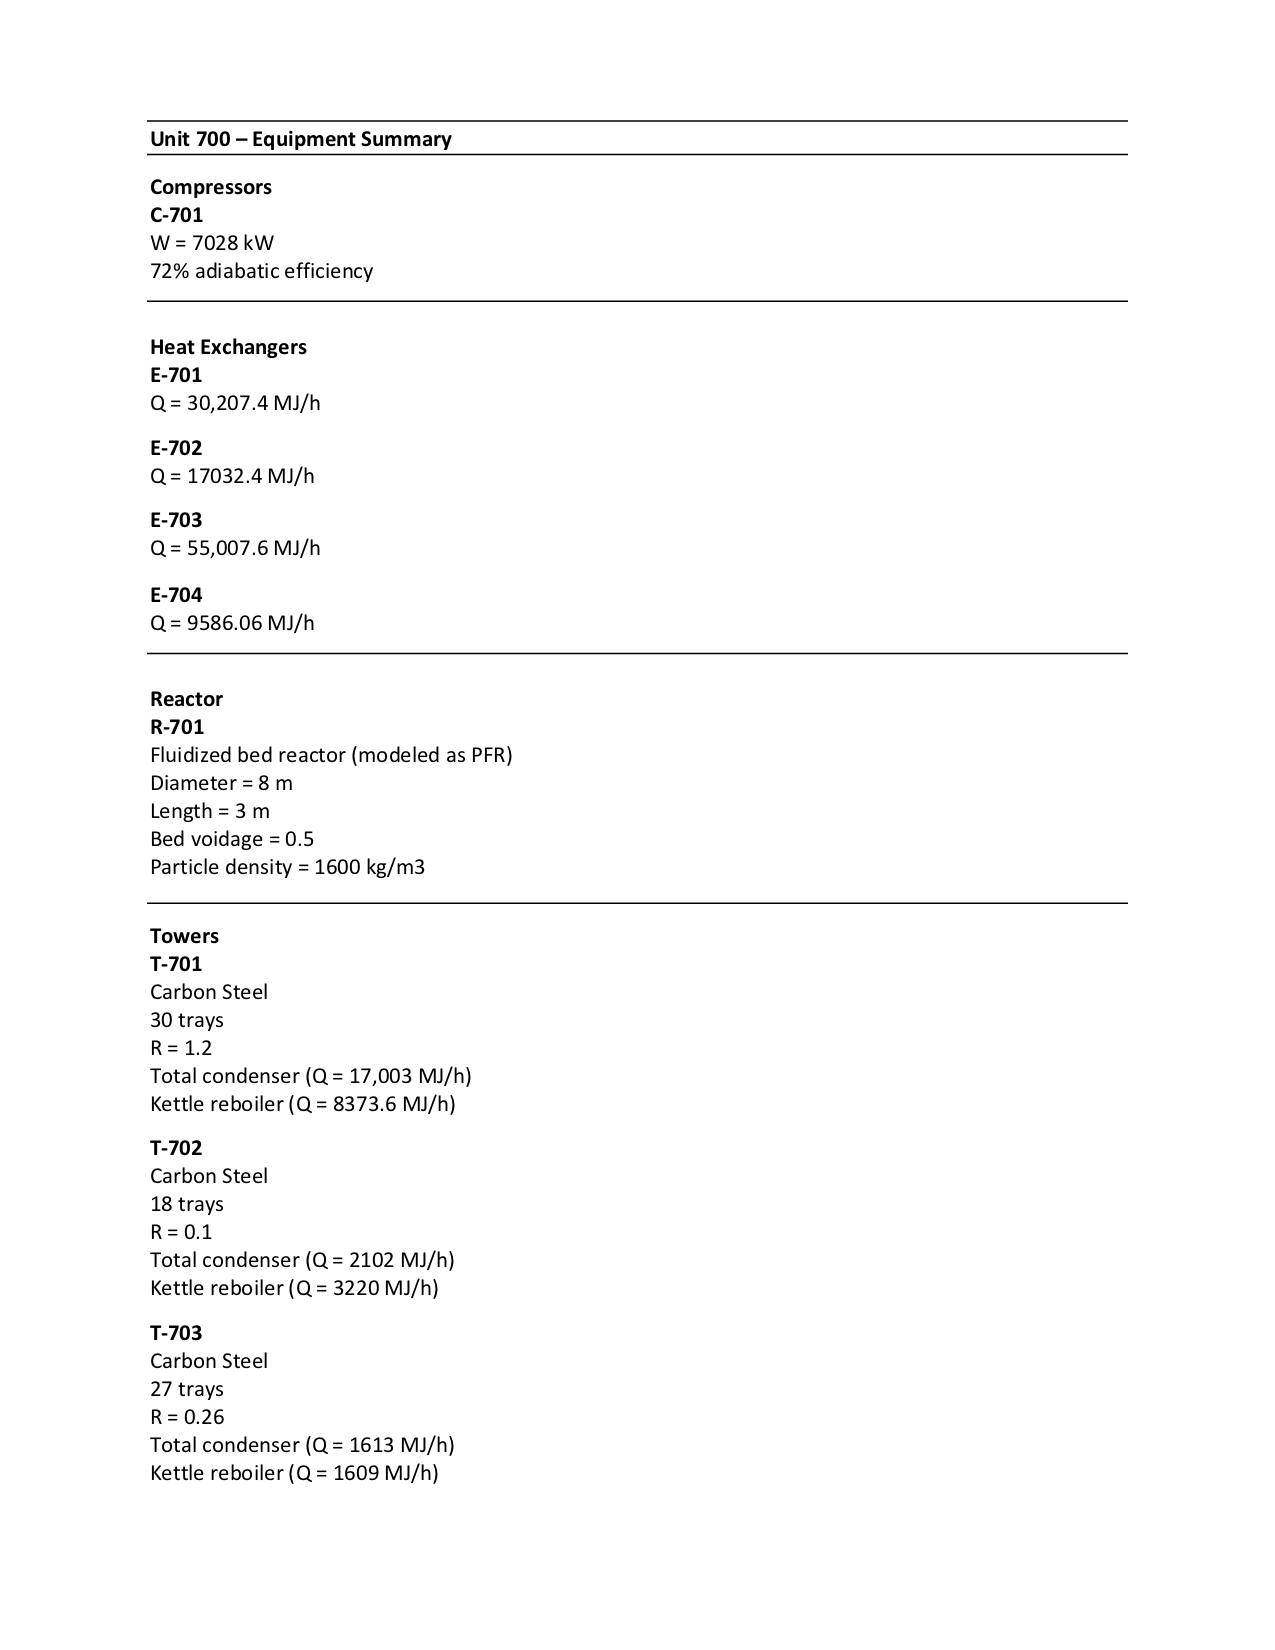 Unit 700 – Equipment Summary
Compressors
C-701
W = 7028 kW
72% adiabatic efficiency
Heat Exchangers
E-701
Q = 30,207.4 MJ/h
E-702
Q = 17032.4 MJ/h
E-703
Q = 55,007.6 MJ/h
E-704
Q = 9586.06 MJ/h
Reactor
R-701
Fluidized bed reactor (modeled as PFR)
Diameter = 8 m
Length = 3 m
Bed voidage = 0.5
Particle density = 1600 kg/m3
Towers
T-701
Carbon Steel
30 trays
R = 1.2
Total condenser (Q = 17,003 MJ/h)
Kettle reboiler (Q = 8373.6 MJ/h)
T-702
Carbon Steel
18 trays
R = 0.1
Total condenser (Q = 2102 MJ/h)
Kettle reboiler (Q = 3220 MJ/h)
T-703
Carbon Steel
27 trays
R = 0.26
Total condenser (Q = 1613 MJ/h)
Kettle reboiler (Q = 1609 MJ/h)